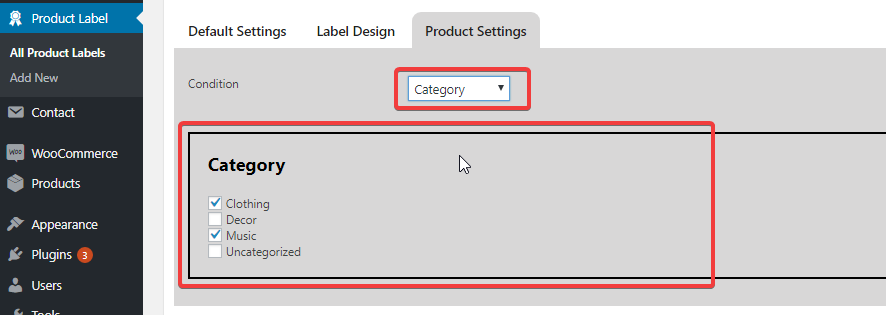 Product Label
All Product Labels
Add New
Contact
Woo
WooCommerce
Products
Appearance
Plugins 3
Users
Tools
Default Settings
Label Design
Product Settings
Condition
Category
Category
Clothing
Decor
Music
Uncategorized